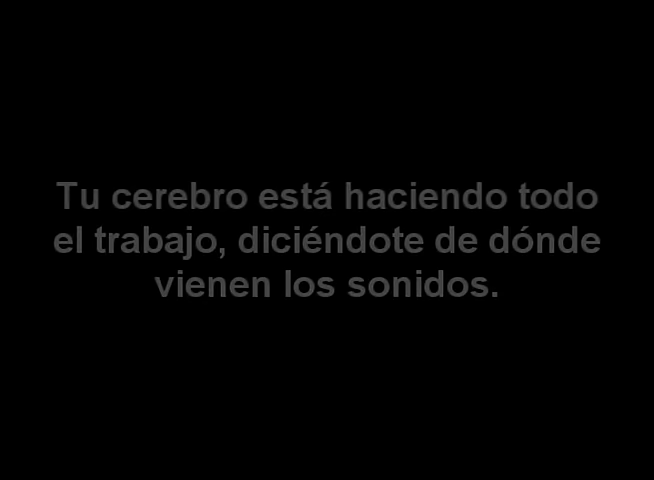 Tu cerebro está haciendo todo
el trabajo, diciéndote de dónde
vienen los sonidos.